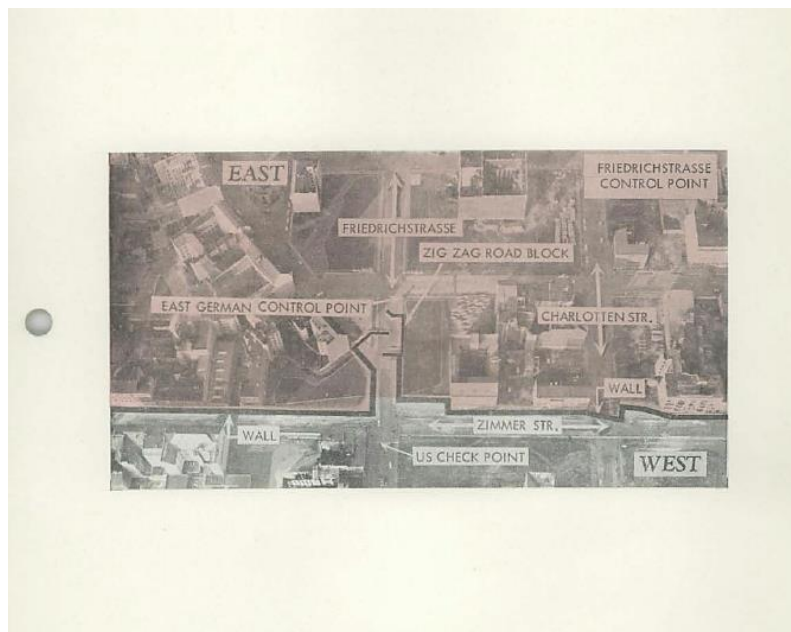 EAST
FRIEDRICHSTRASSE
CONTROL POINT
FRIEDRICHSTRASSE
ZIG ZAG ROAD BLOCK
EAST GERMAN CONTROL POINT
CHARLOTTEN STR.
WALL
ZIMMER STR.
WALL
US CHECK POINT
WEST